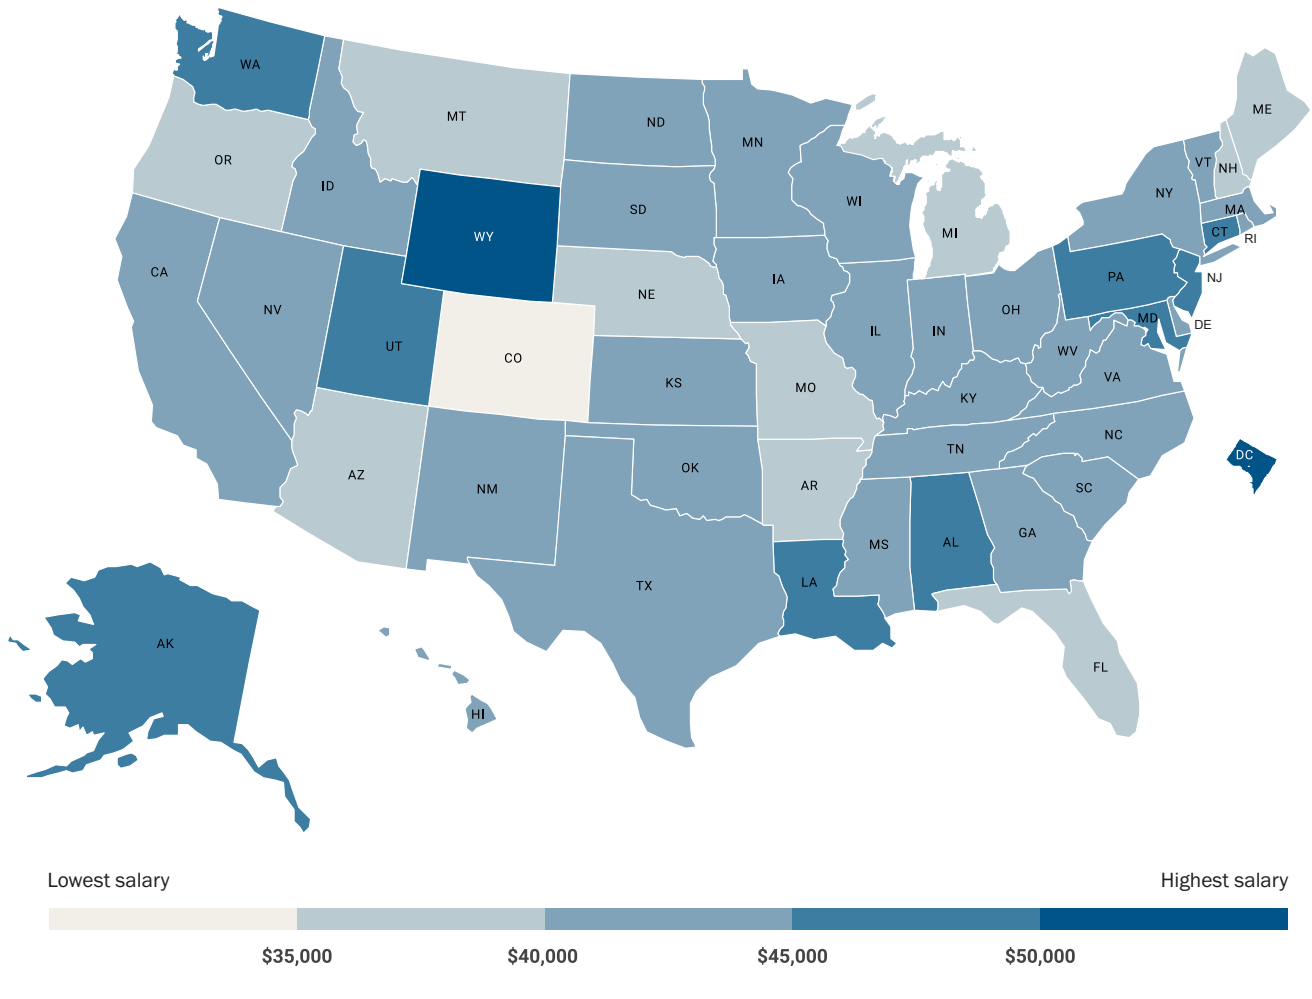 WA
ME
MT
ND
MN
OR
VT
NH
ID
NY
WI
SD
MA
CT
RI
WY
MI
CA
PA
NJ
IA
NE
NV
OH
MD
DE
IL
IN
UT
WV
CO
VA
KS
MO
KY
NC
TN
DC
OK
AZ
AR
NM
SC
GA
MS
AL
TX
LA
AK
FL
HI
Lowest salary
Highest salary
$35,000
$40,000
$45,000
$50,000